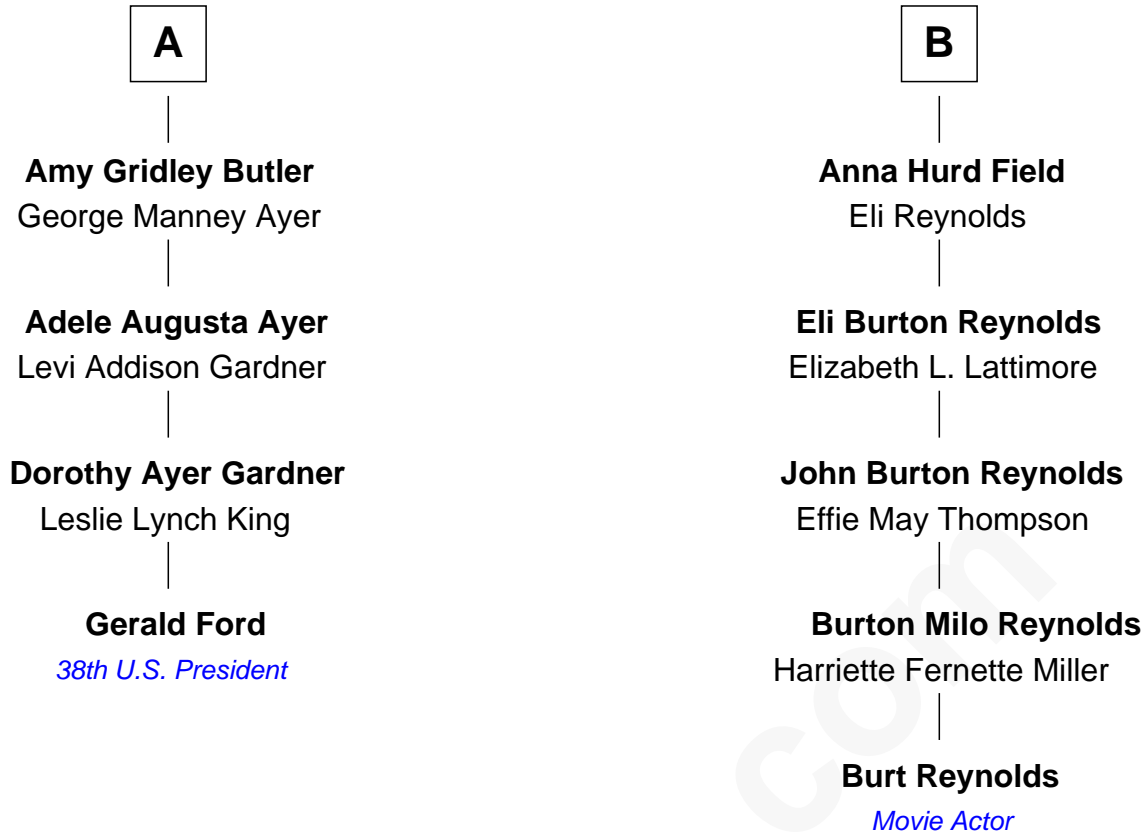 A
Amy Gridley Butler
George Manney Ayer
Adele Augusta Ayer
Levi Addison Gardner
Dorothy Ayer Gardner
Leslie Lynch King
Gerald Ford
38th U.S. President
B
Anna Hurd Field
Eli Reynolds
Eli Burton Reynolds
Elizabeth L. Lattimore
John Burton Reynolds
Effie May Thompson
Burton Milo Reynolds
Harriette Fernette Miller
Burt Reynolds
Movie Actor
com